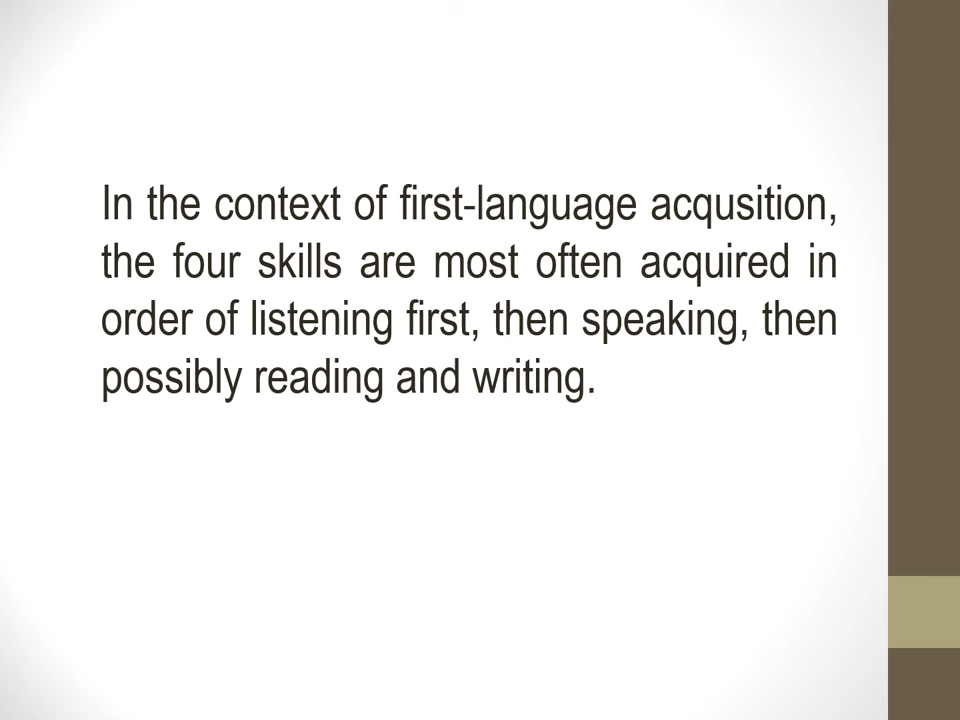 In the context of first-language acqusition,
the four skills are most often acquired in
order of listening first, then speaking, then
possibly reading and writing.